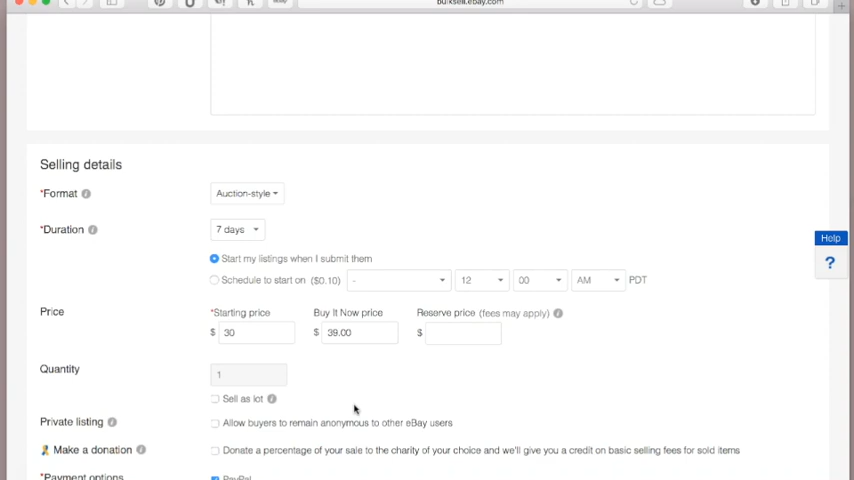 bulksell.ebay.com
Selling details
*Format
Auction-style
*Duration
7 days
Start my listings when I submit them
Schedule to start on ($0.10) - 12 00 AM PDT
Help
?
Price
*Starting price Buy It Now price Reserve price (fees may apply)
$ 30 $ 39.00 $
Quantity
1
Sell as lot
Private listing
Allow buyers to remain anonymous to other eBay users
Make a donation
Donate a percentage of your sale to the charity of your choice and we'll give you a credit on basic selling fees for sold items
*Payment options
PayPal